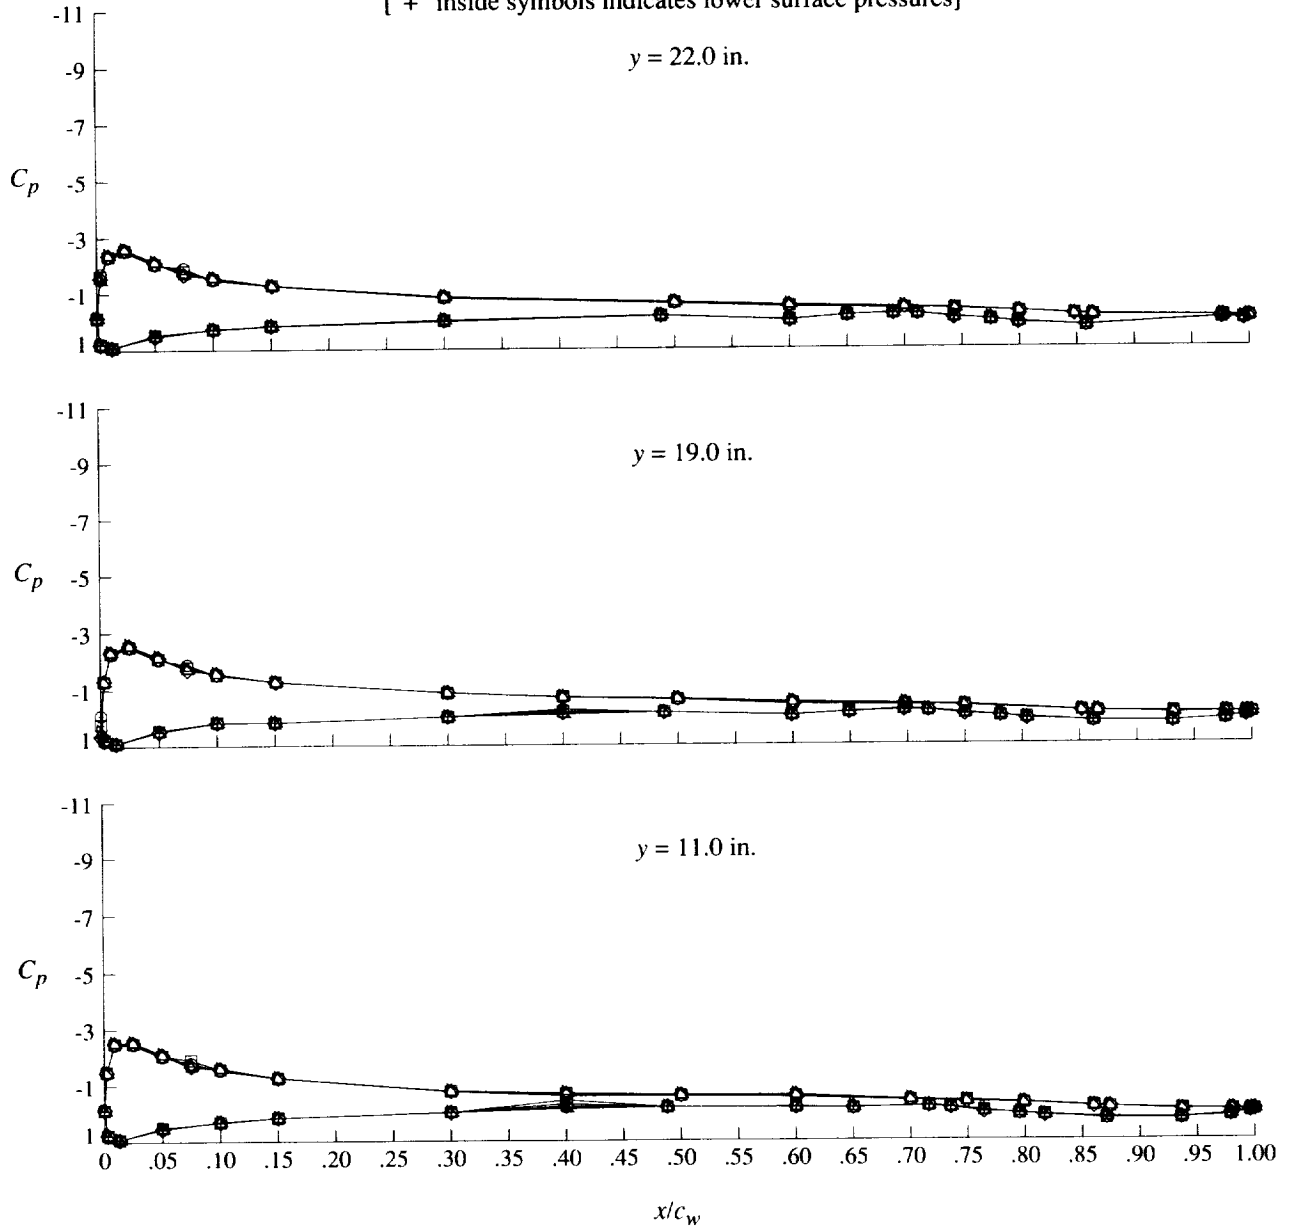 [ "+" inside symbols indicates lower surface pressures]
y = 22.0 in.
-11
-9
-7
-5
-3
-1
1
C_p
y = 19.0 in.
-11
-9
-7
-5
-3
-1
1
C_p
y = 11.0 in.
-11
-9
-7
-5
-3
-1
1
C_p
0 .05 .10 .15 .20 .25 .30 .35 .40 .45 .50 .55 .60 .65 .70 .75 .80 .85 .90 .95 1.00
x/c_w